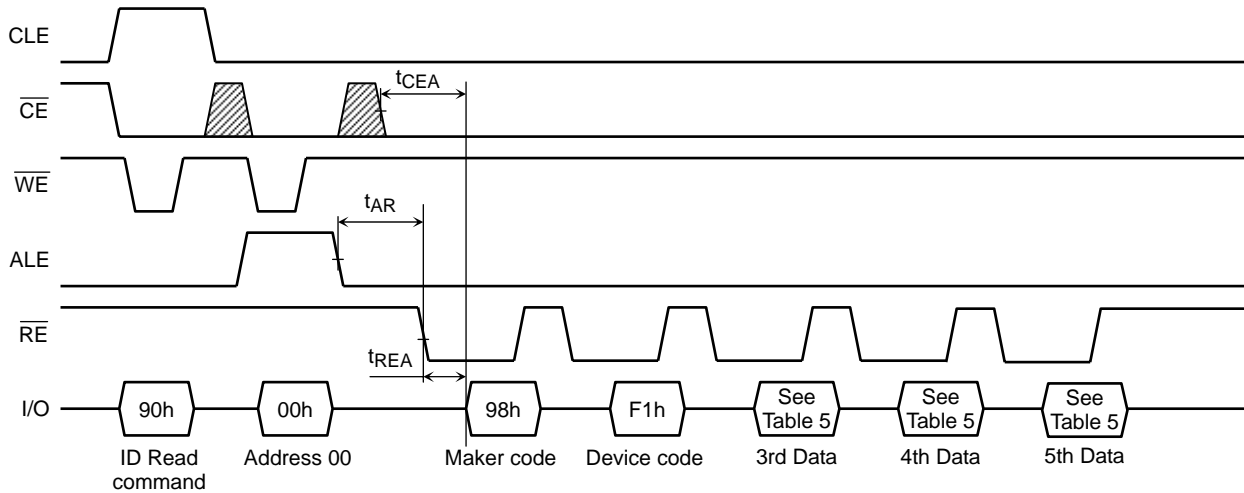 CLE
tCEA
CE
WE
tAR
ALE
RE
tREA
I/O
90h
00h
98h
F1h
See
Table 5
See
Table 5
See
Table 5
ID Read
command
Address 00
Maker code
Device code
3rd Data
4th Data
5th Data